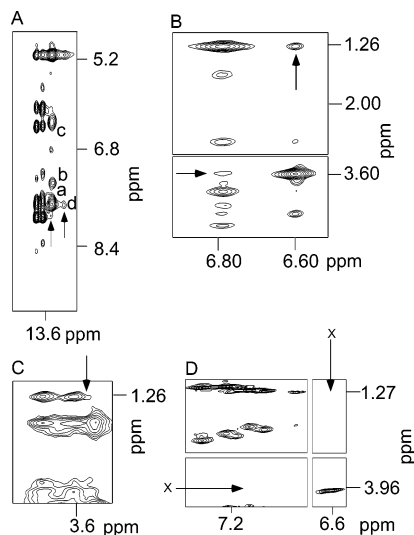 A
5.2
c
6.8
b
a
d
8.4
ppm
13.6 ppm
B
1.26
2.00
ppm
3.60
6.80
6.60 ppm
C
1.26
ppm
3.6 ppm
D
x
1.27
ppm
x
3.96
7.2
6.6 ppm